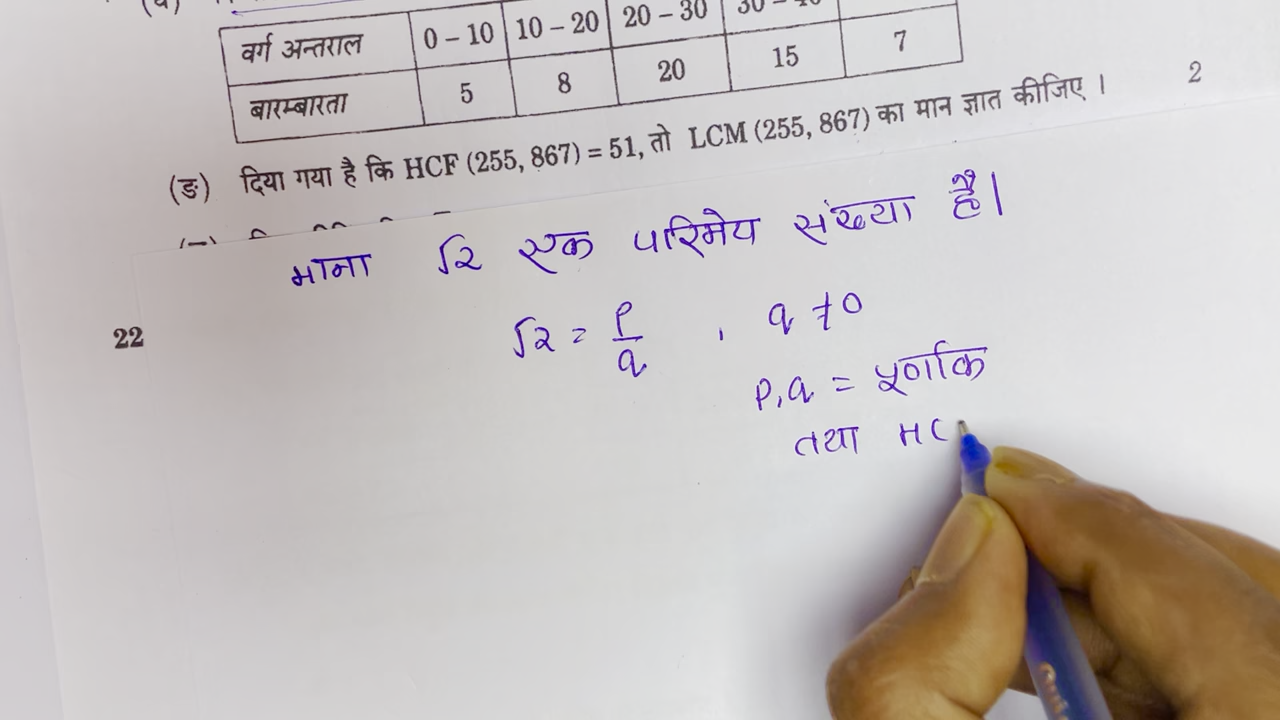 वर्ग अन्तराल 0 – 10 10 – 20 20 – 30
बारम्बारता 5 8 20 15 7
2
(ङ) दिया गया है कि HCF (255, 867) = 51, तो LCM (255, 867) का मान ज्ञात कीजिए ।
माना √2 एक परिमेय संख्या है।
22
√2 = p/q , q ≠ 0
p, q = पूर्णांक
तथा HC